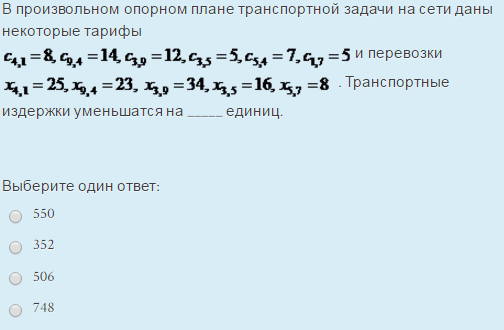 В произвольном опорном плане транспортной задачи на сети даны
некоторые тарифы
c₄,₁ = 8, c₉,₄ = 14, c₃,₉ = 12, c₃,₅ = 5, c₅,₄ = 7, c₁,₇ = 5 и перевозки
x₄,₁ = 25, x₉,₄ = 23, x₃,₉ = 34, x₃,₅ = 16, x₅,₇ = 8 . Транспортные
издержки уменьшатся на _____ единиц.
Выберите один ответ:
550
352
506
748